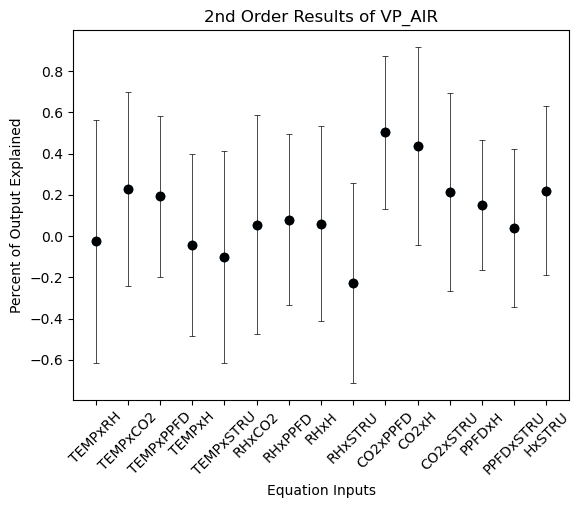 2nd Order Results of VP_AIR
Percent of Output Explained
0.8
0.6
0.4
0.2
0.0
−0.2
−0.4
−0.6
TEMPxRH
TEMPxCO2
TEMPxPPFD
TEMPxH
TEMPxSTRU
RHxCO2
RHxPPFD
RHxH
RHxSTRU
CO2xPPFD
CO2xH
CO2xSTRU
PPFDxH
PPFDxSTRU
HxSTRU
Equation Inputs